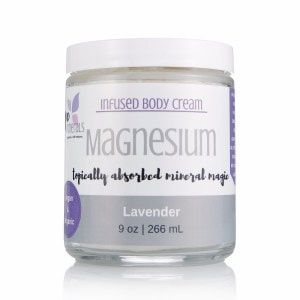 Infused Body Cream
Magnesium
topically absorbed mineral magic
Lavender
9 oz | 266 mL